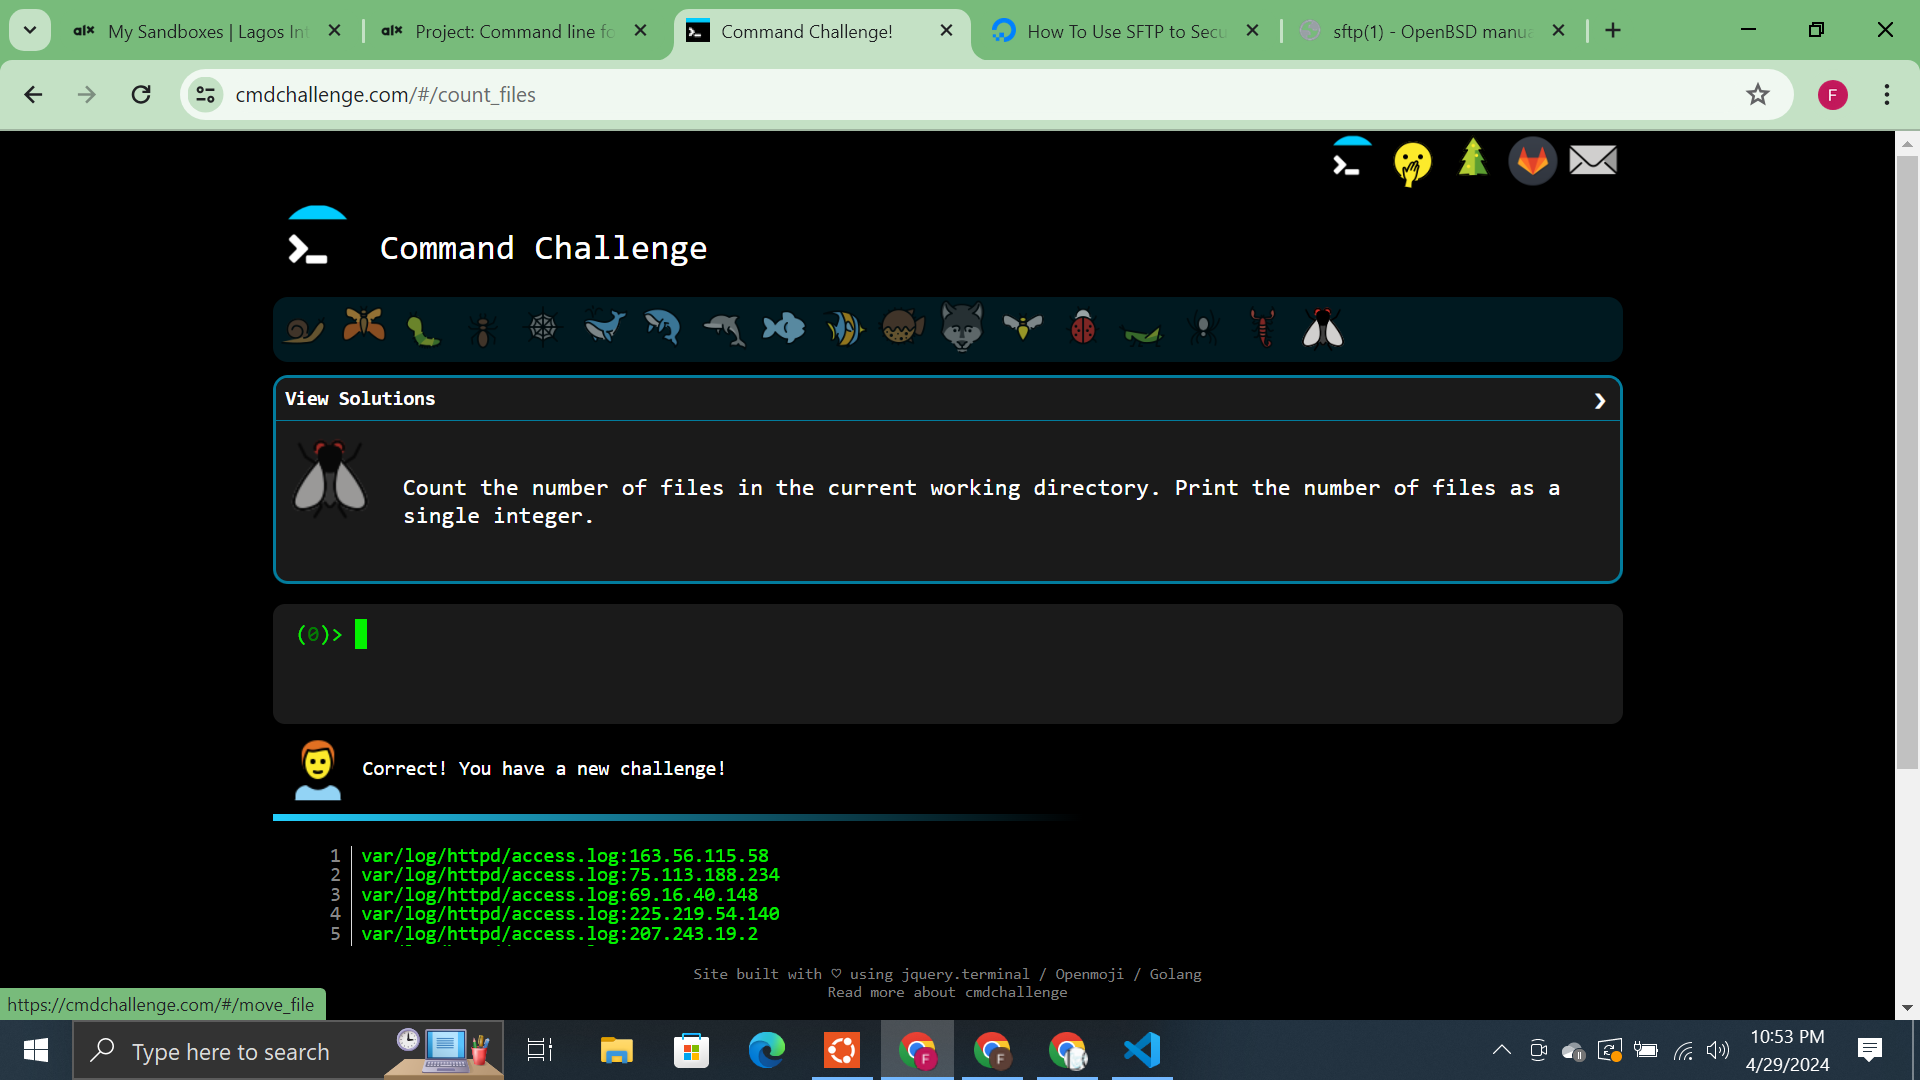 My Sandboxes | Lagos Int
Project: Command line fo
Command Challenge!
How To Use SFTP to Secu
sftp(1) - OpenBSD manua
cmdchallenge.com/#/count_files
F
Command Challenge
View Solutions
Count the number of files in the current working directory. Print the number of files as a
single integer.
(0)>
Correct! You have a new challenge!
1 var/log/httpd/access.log:163.56.115.58
2 var/log/httpd/access.log:75.113.188.234
3 var/log/httpd/access.log:69.16.40.148
4 var/log/httpd/access.log:225.219.54.140
5 var/log/httpd/access.log:207.243.19.2
Site built with ♡ using jquery.terminal / Openmoji / Golang
Read more about cmdchallenge
https://cmdchallenge.com/#/move_file
Type here to search
10:53 PM
4/29/2024